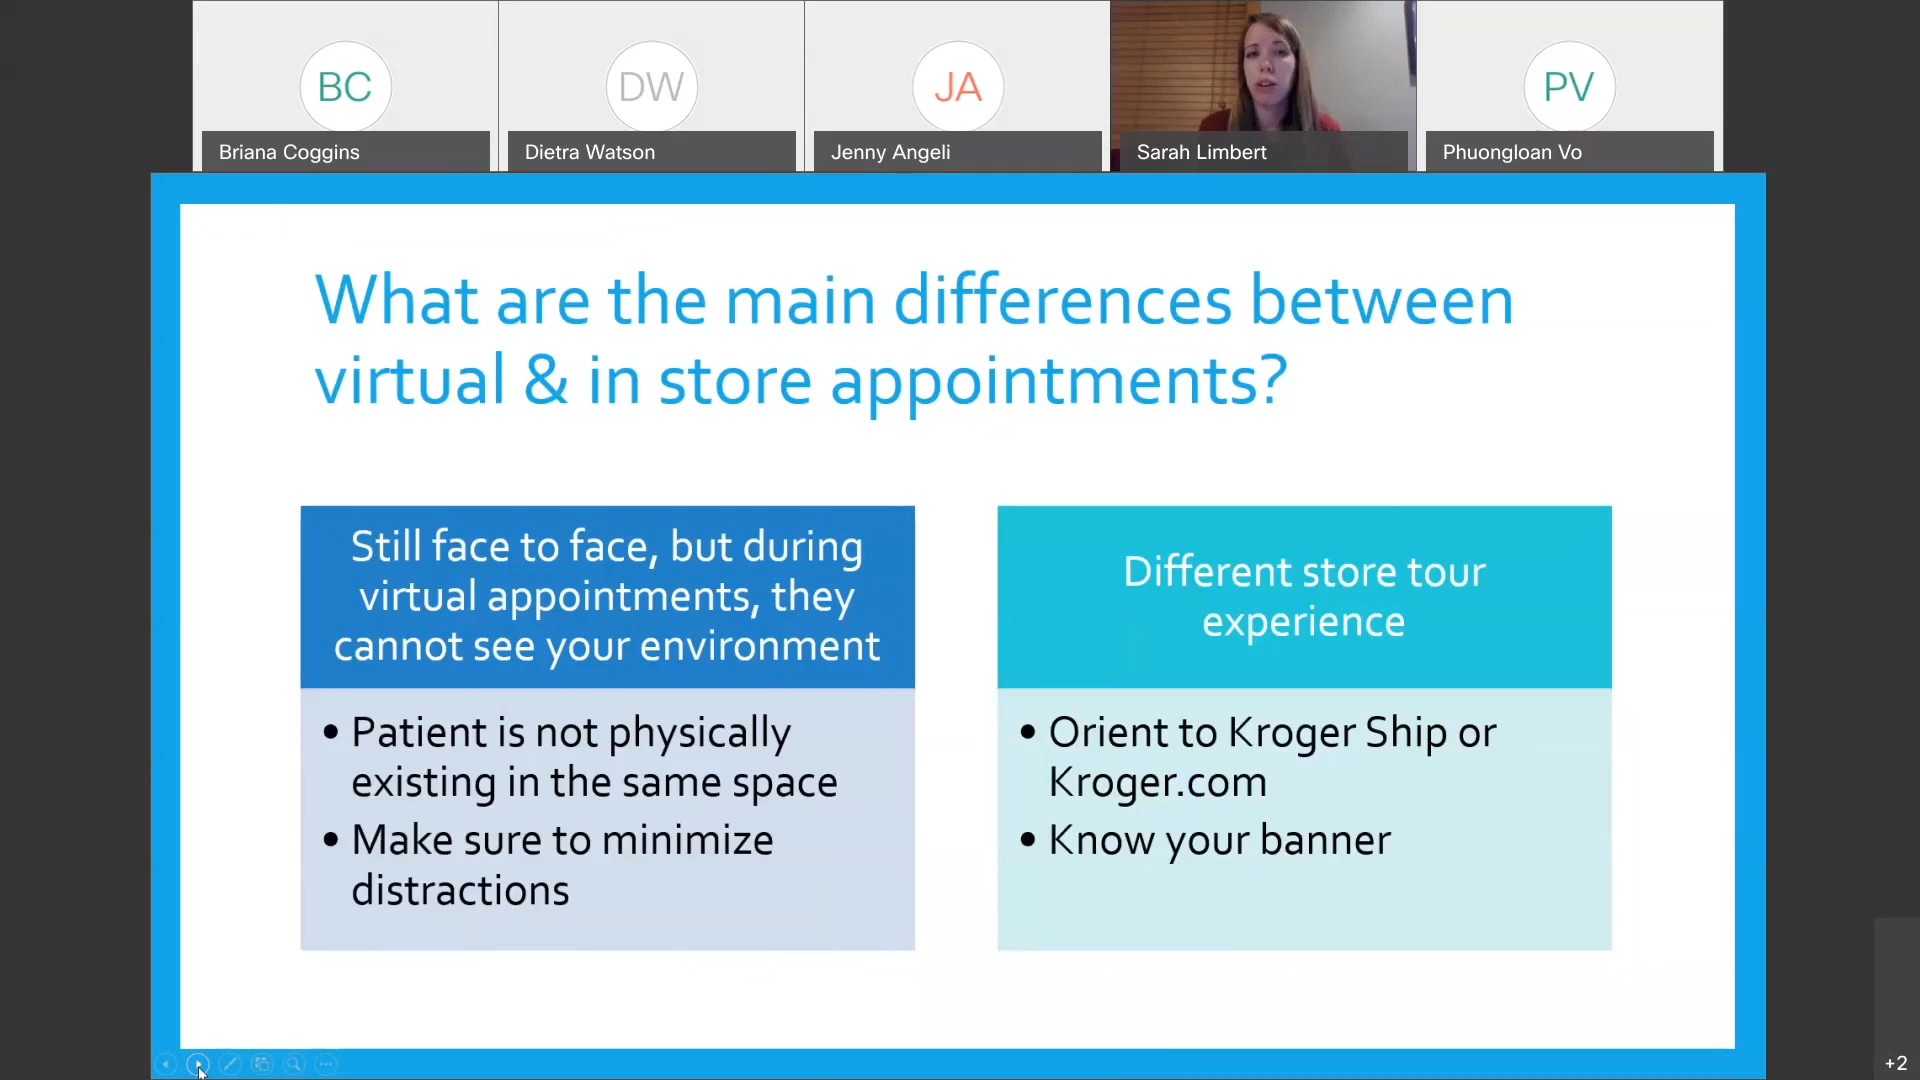 BC
DW
JA
PV
Briana Coggins
Dietra Watson
Jenny Angeli
Sarah Limbert
Phuongloan Vo
What are the main differences between
virtual & in store appointments?
Still face to face, but during
virtual appointments, they
cannot see your environment
• Patient is not physically
existing in the same space
• Make sure to minimize
distractions
Different store tour
experience
• Orient to Kroger Ship or
Kroger.com
• Know your banner
+2